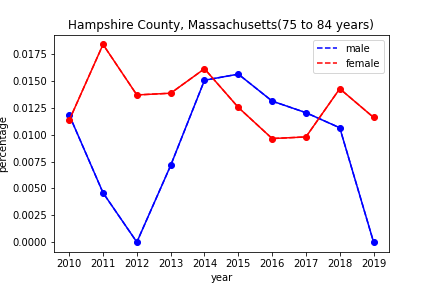 Hampshire County, Massachusetts(75 to 84 years)
male
female
0.0175
0.0150
0.0125
0.0100
0.0075
0.0050
0.0025
0.0000
percentage
2010 2011 2012 2013 2014 2015 2016 2017 2018 2019
year